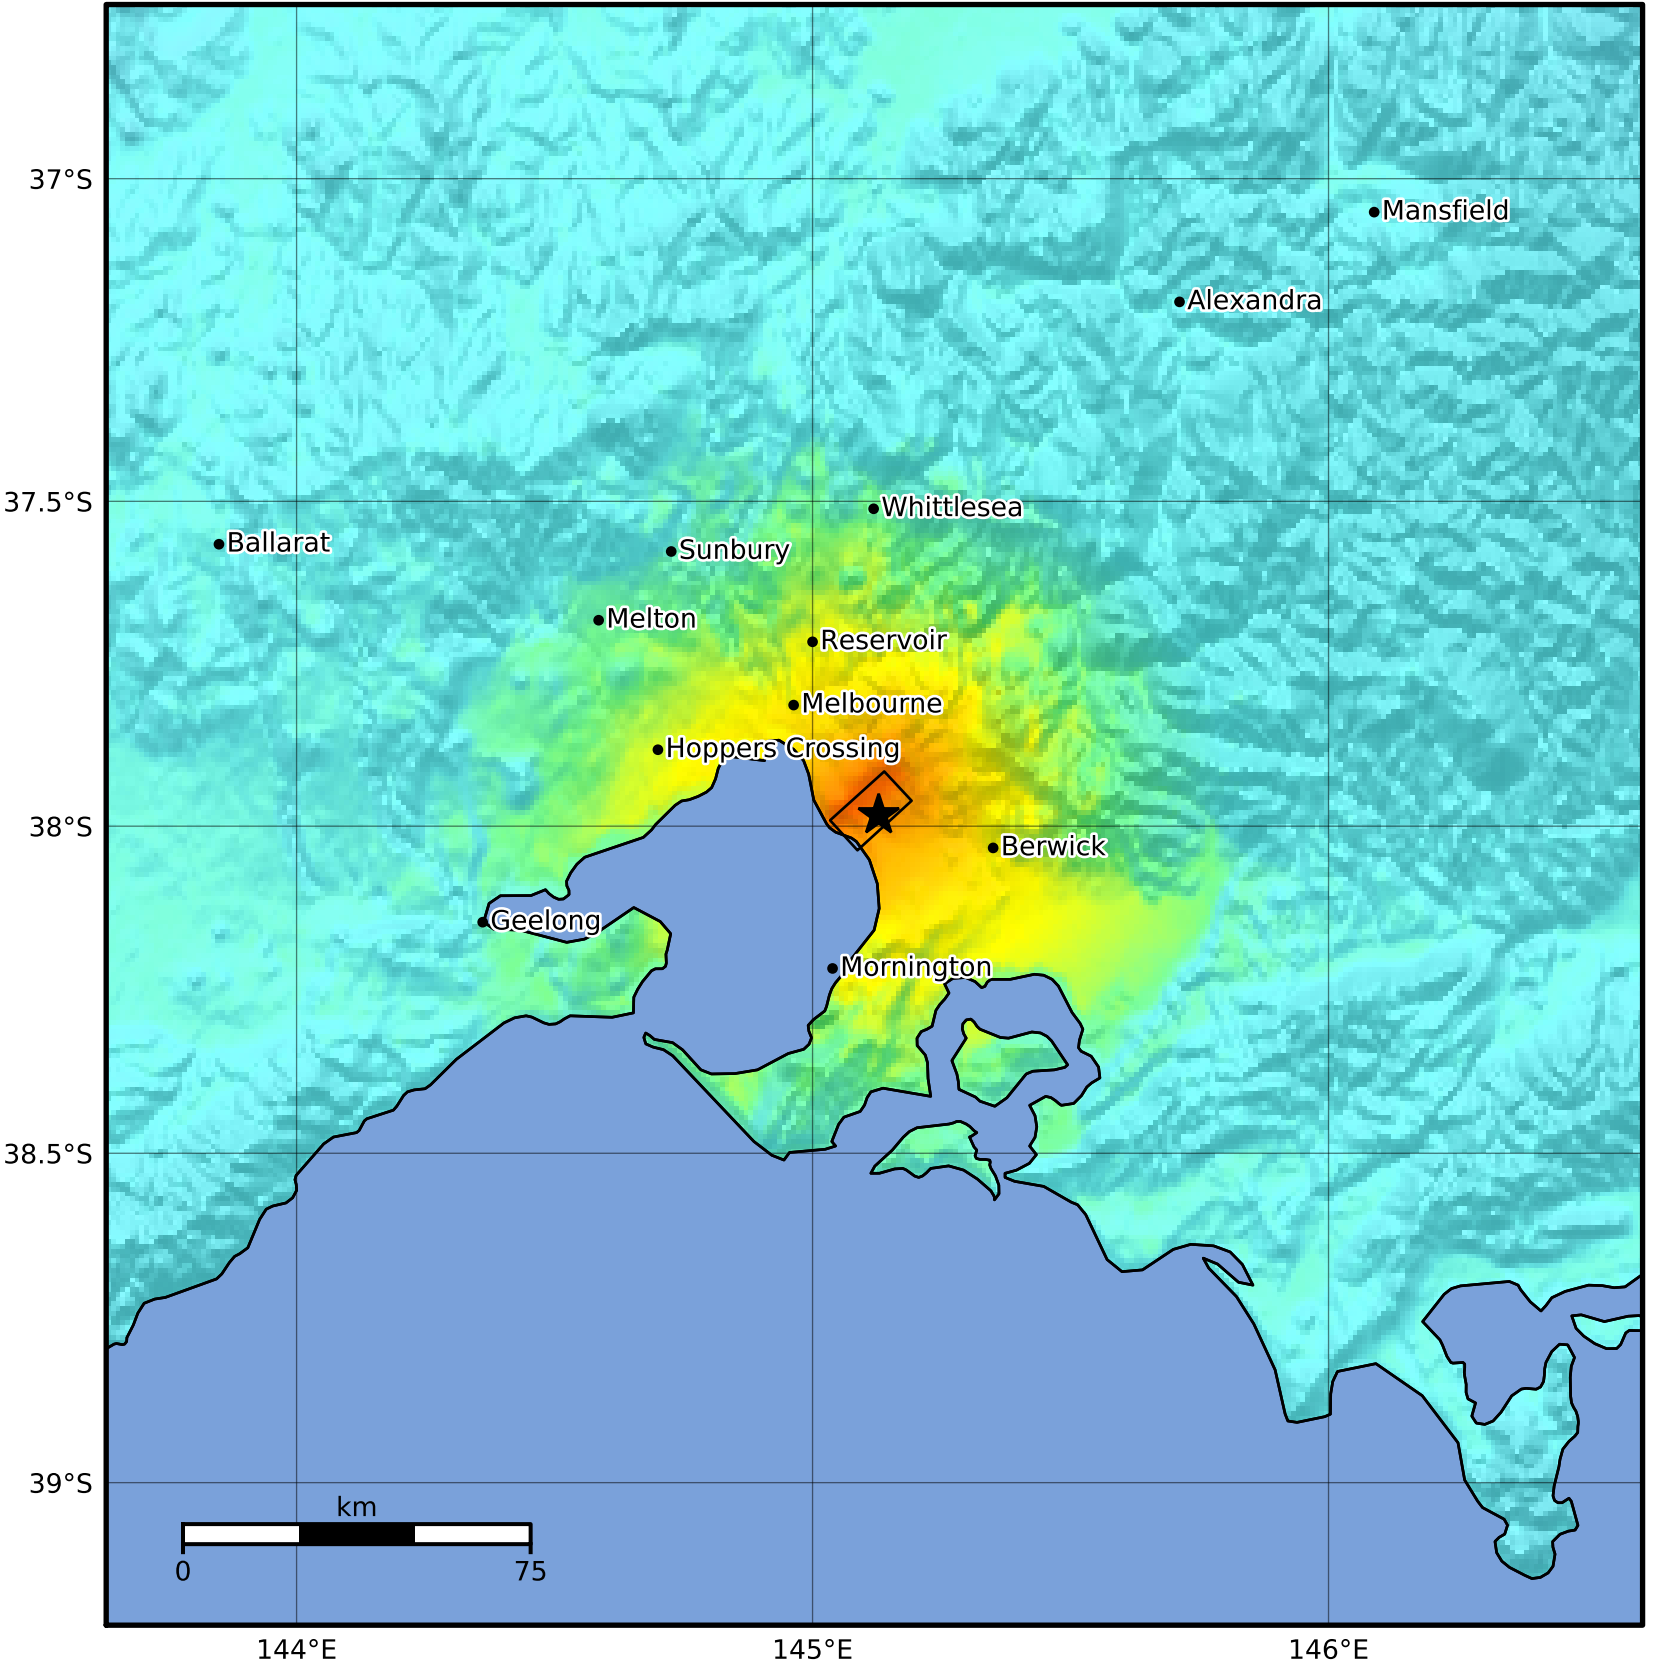 37°S
Mansfield
Alexandra
37.5°S
Whittlesea
Ballarat
Sunbury
Melton
Reservoir
Melbourne
Hoppers Crossing
38°S
Berwick
Geelong
Mornington
38.5°S
39°S
km
0 75
144°E 145°E 146°E